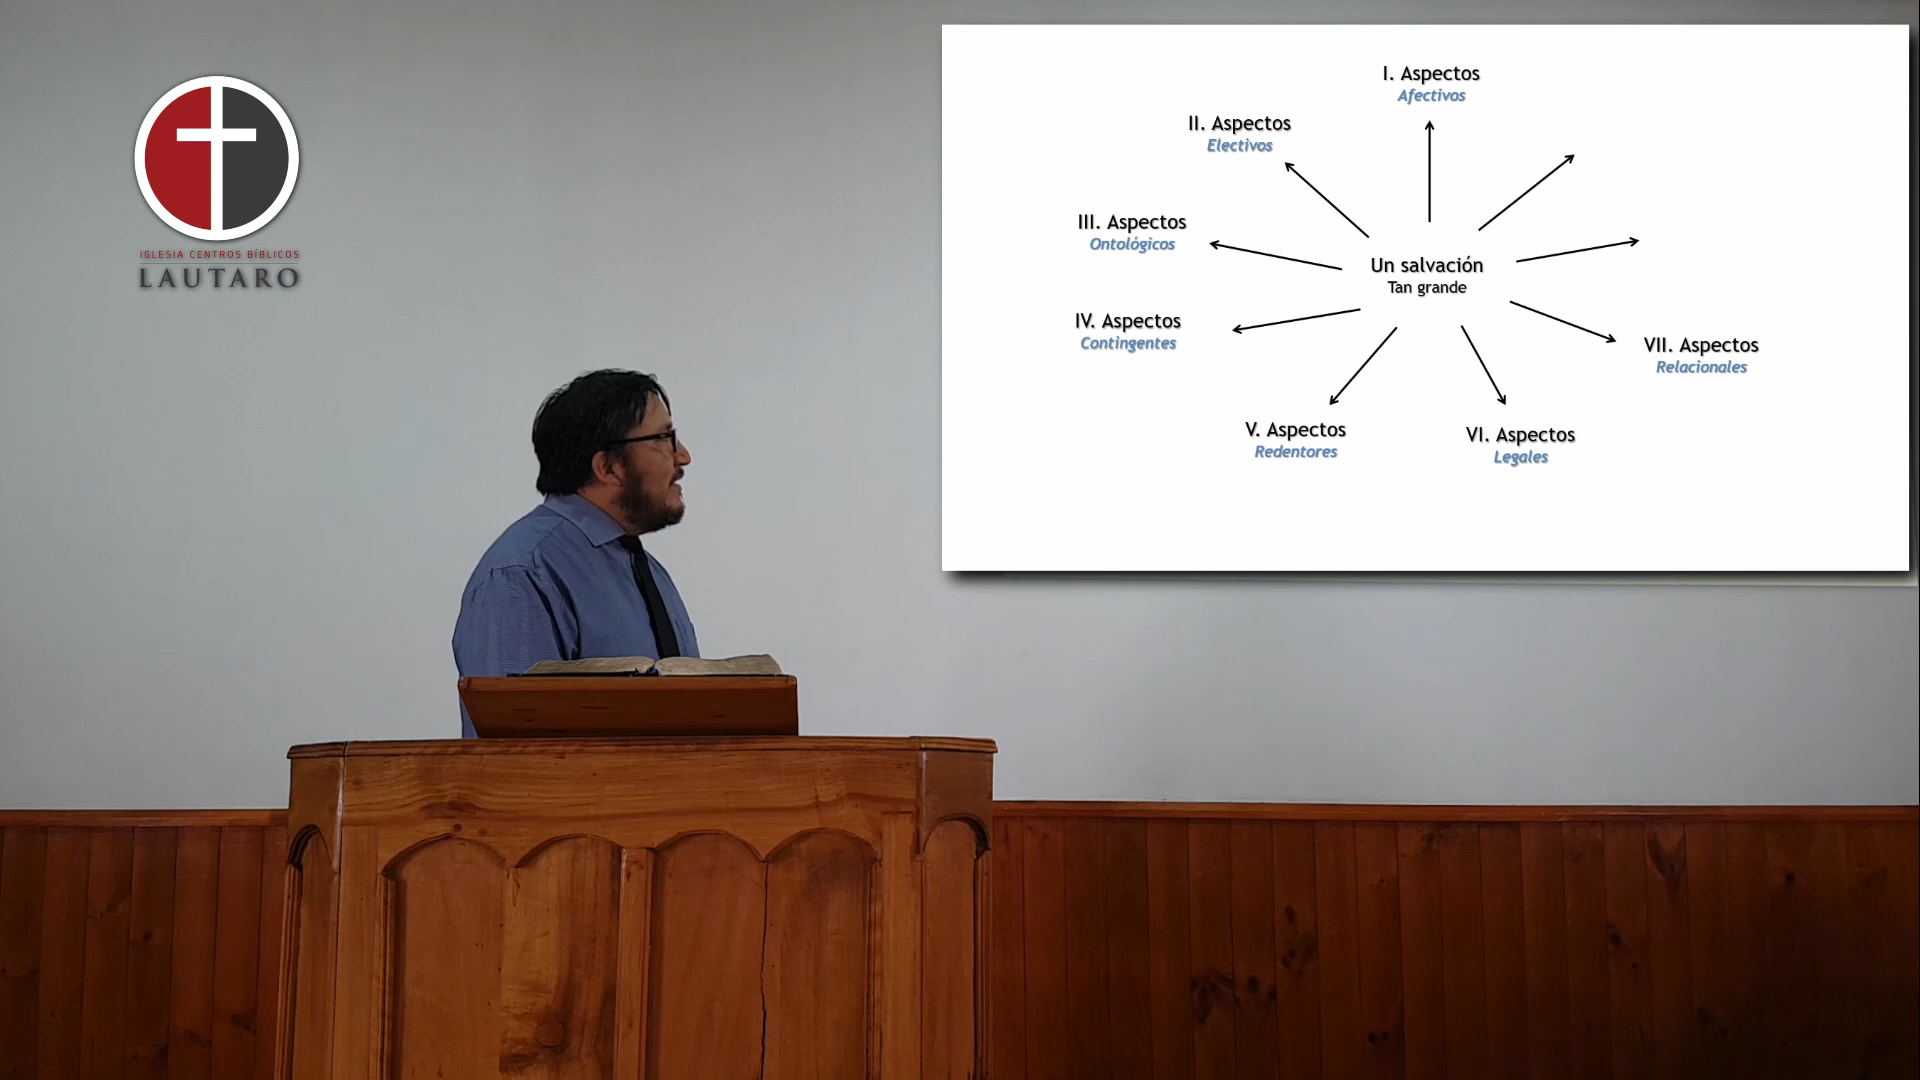 IGLESIA CENTROS BÍBLICOS
LAUTARO
I. Aspectos
Afectivos
II. Aspectos
Electivos
III. Aspectos
Ontológicos
IV. Aspectos
Contingentes
V. Aspectos
Redentores
VI. Aspectos
Legales
VII. Aspectos
Relacionales
Un salvación
Tan grande